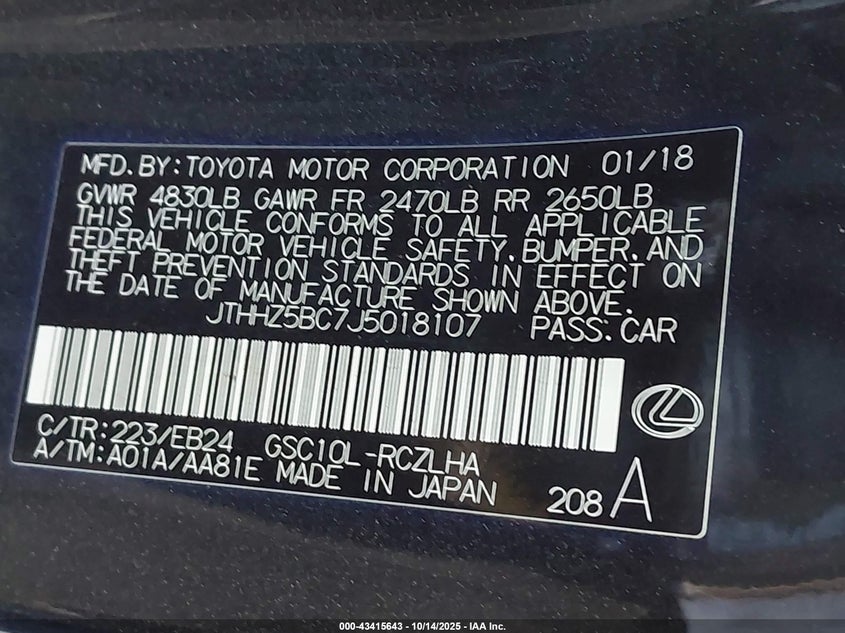 MFD. BY: TOYOTA MOTOR CORPORATION 01/18
GVWR 4830LB GAWR FR 2470LB RR 2650LB
THIS VEHICLE CONFORMS TO ALL APPLICABLE
FEDERAL MOTOR VEHICLE SAFETY, BUMPER, AND
THEFT PREVENTION STANDARDS IN EFFECT ON
THE DATE OF MANUFACTURE SHOWN ABOVE.
JTHHZ5BC7J5018107 PASS. CAR
C/TR: 223/EB24 GSC10L-RCZLHA
A/TM: A01A/AA81E MADE IN JAPAN 208 A
000-43415643 - 10/14/2025 - IAA Inc.